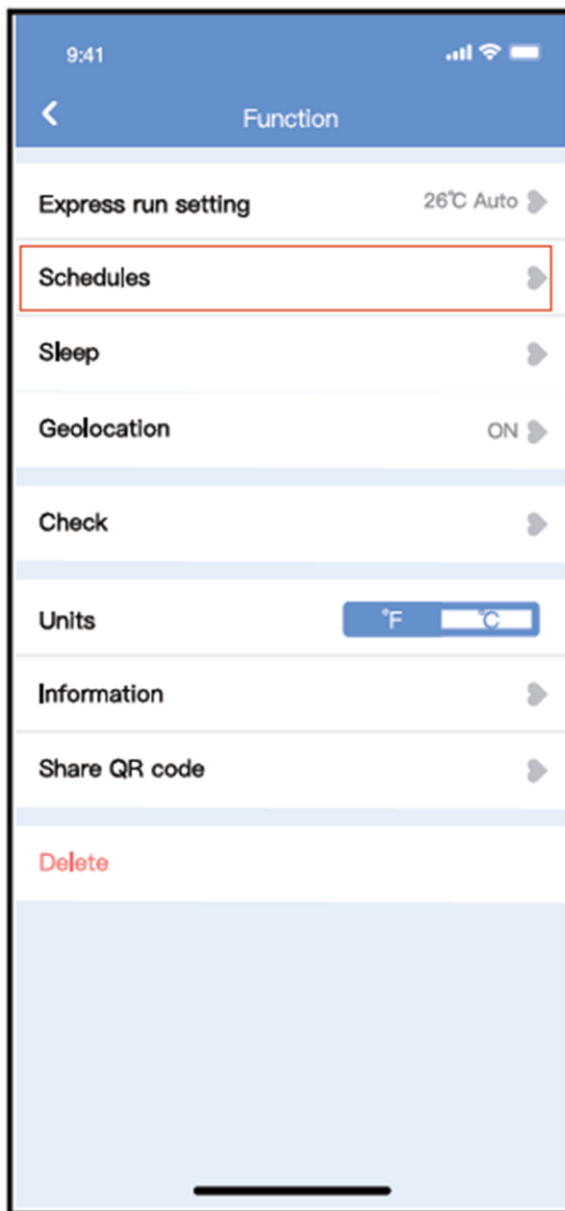 9:41
Function
Express run setting 26℃ Auto
Schedules
Sleep
Geolocation ON
Check
Units ℉ ℃
Information
Share QR code
Delete